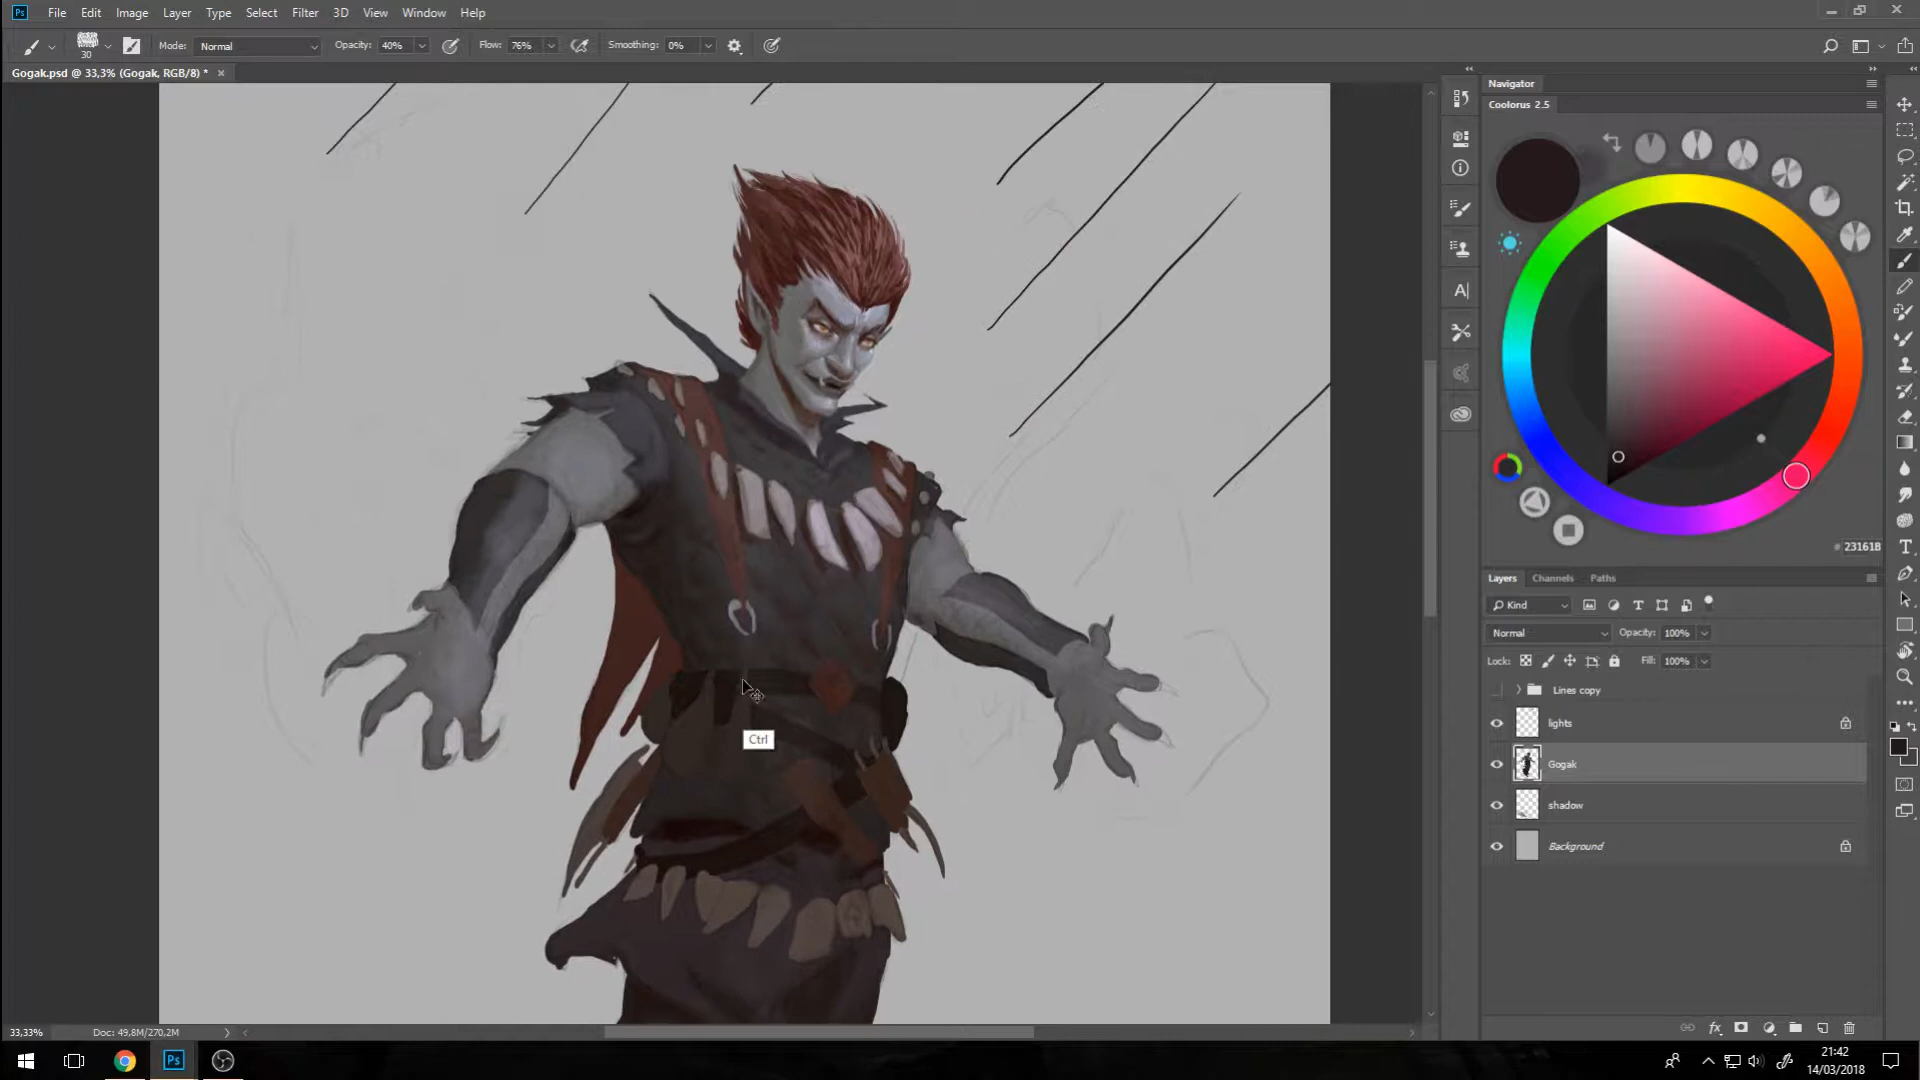 Ps File Edit Image Layer Type Select Filter 3D View Window Help
30 Mode: Normal Opacity: 40% Flow: 76% Smoothing: 0%
Gogak.psd @ 33,3% (Gogak, RGB/8) * ×
Navigator
Coolorus 2.5
# 231618
Layers Channels Paths
Kind
Normal Opacity: 100%
Lock: Fill: 100%
Lines copy
lights
Gogak
shadow
Background
Ctrl
33,33% Doc: 49,8M/270,2M
Ps
21:42
14/03/2018